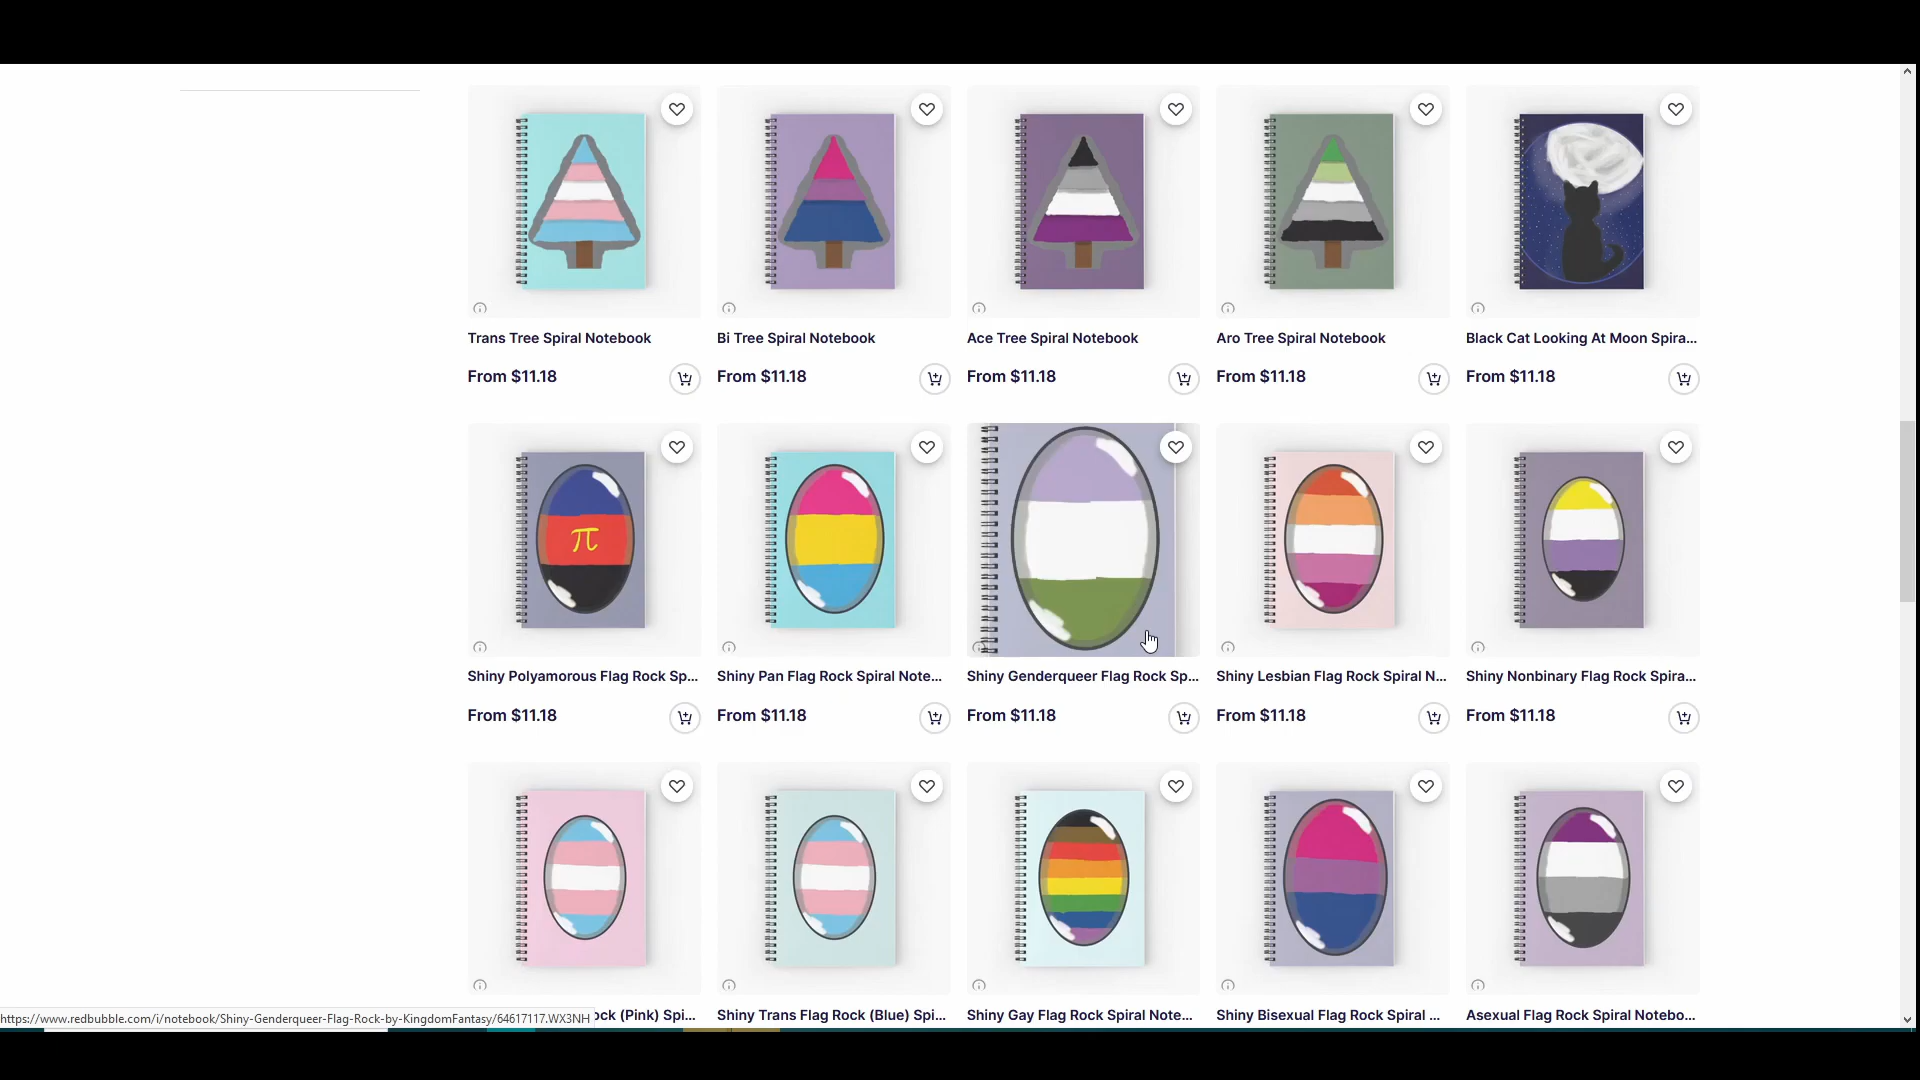 Trans Tree Spiral Notebook
From $11.18
Bi Tree Spiral Notebook
From $11.18
Ace Tree Spiral Notebook
From $11.18
Aro Tree Spiral Notebook
From $11.18
Black Cat Looking At Moon Spira...
From $11.18
π
Shiny Polyamorous Flag Rock Sp...
From $11.18
Shiny Pan Flag Rock Spiral Note...
From $11.18
Shiny Genderqueer Flag Rock Sp...
From $11.18
Shiny Lesbian Flag Rock Spiral N...
From $11.18
Shiny Nonbinary Flag Rock Spira...
From $11.18
ock (Pink) Spi...
Shiny Trans Flag Rock (Blue) Spi...
Shiny Gay Flag Rock Spiral Note...
Shiny Bisexual Flag Rock Spiral ...
Asexual Flag Rock Spiral Notebo...
https://www.redbubble.com/i/notebook/Shiny-Genderqueer-Flag-Rock-by-KingdomFantasy/64617117.WX3NH